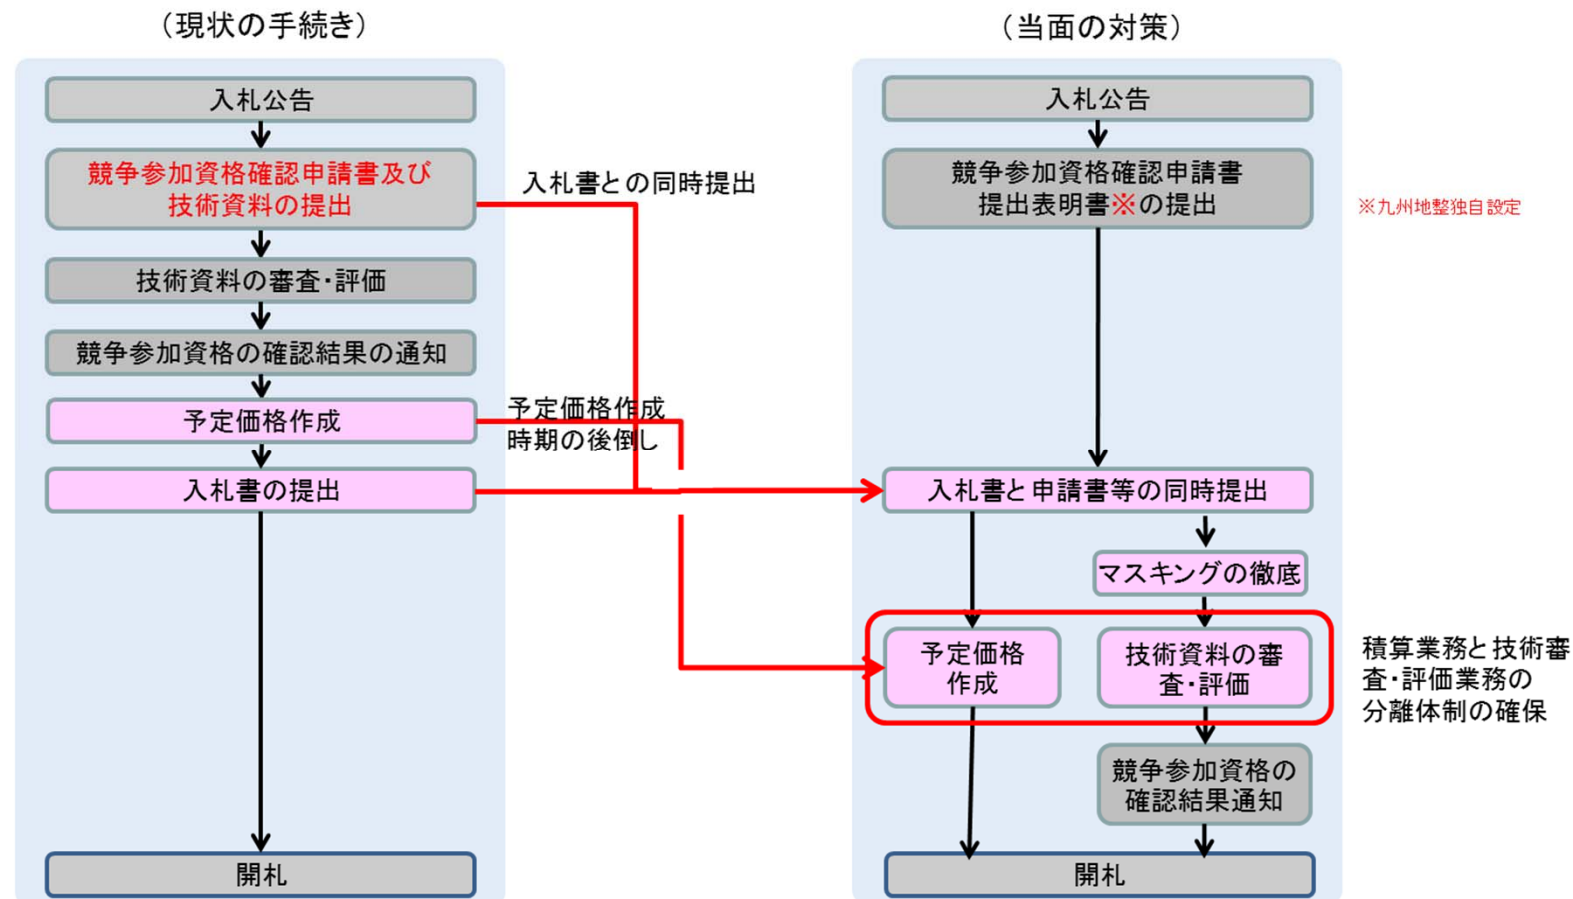 （現状の手続き）
入札公告
競争参加資格確認申請書及び
技術資料の提出
技術資料の審査・評価
競争参加資格の確認結果の通知
予定価格作成
入札書の提出
開札
入札書との同時提出
予定価格作成
時期の後倒し
（当面の対策）
入札公告
競争参加資格確認申請書
提出表明書※の提出
※九州地整独自設定
入札書と申請書等の同時提出
マスキングの徹底
予定価格
作成
技術資料の審
査・評価
積算業務と技術審
査・評価業務の
分離体制の確保
競争参加資格の
確認結果通知
開札